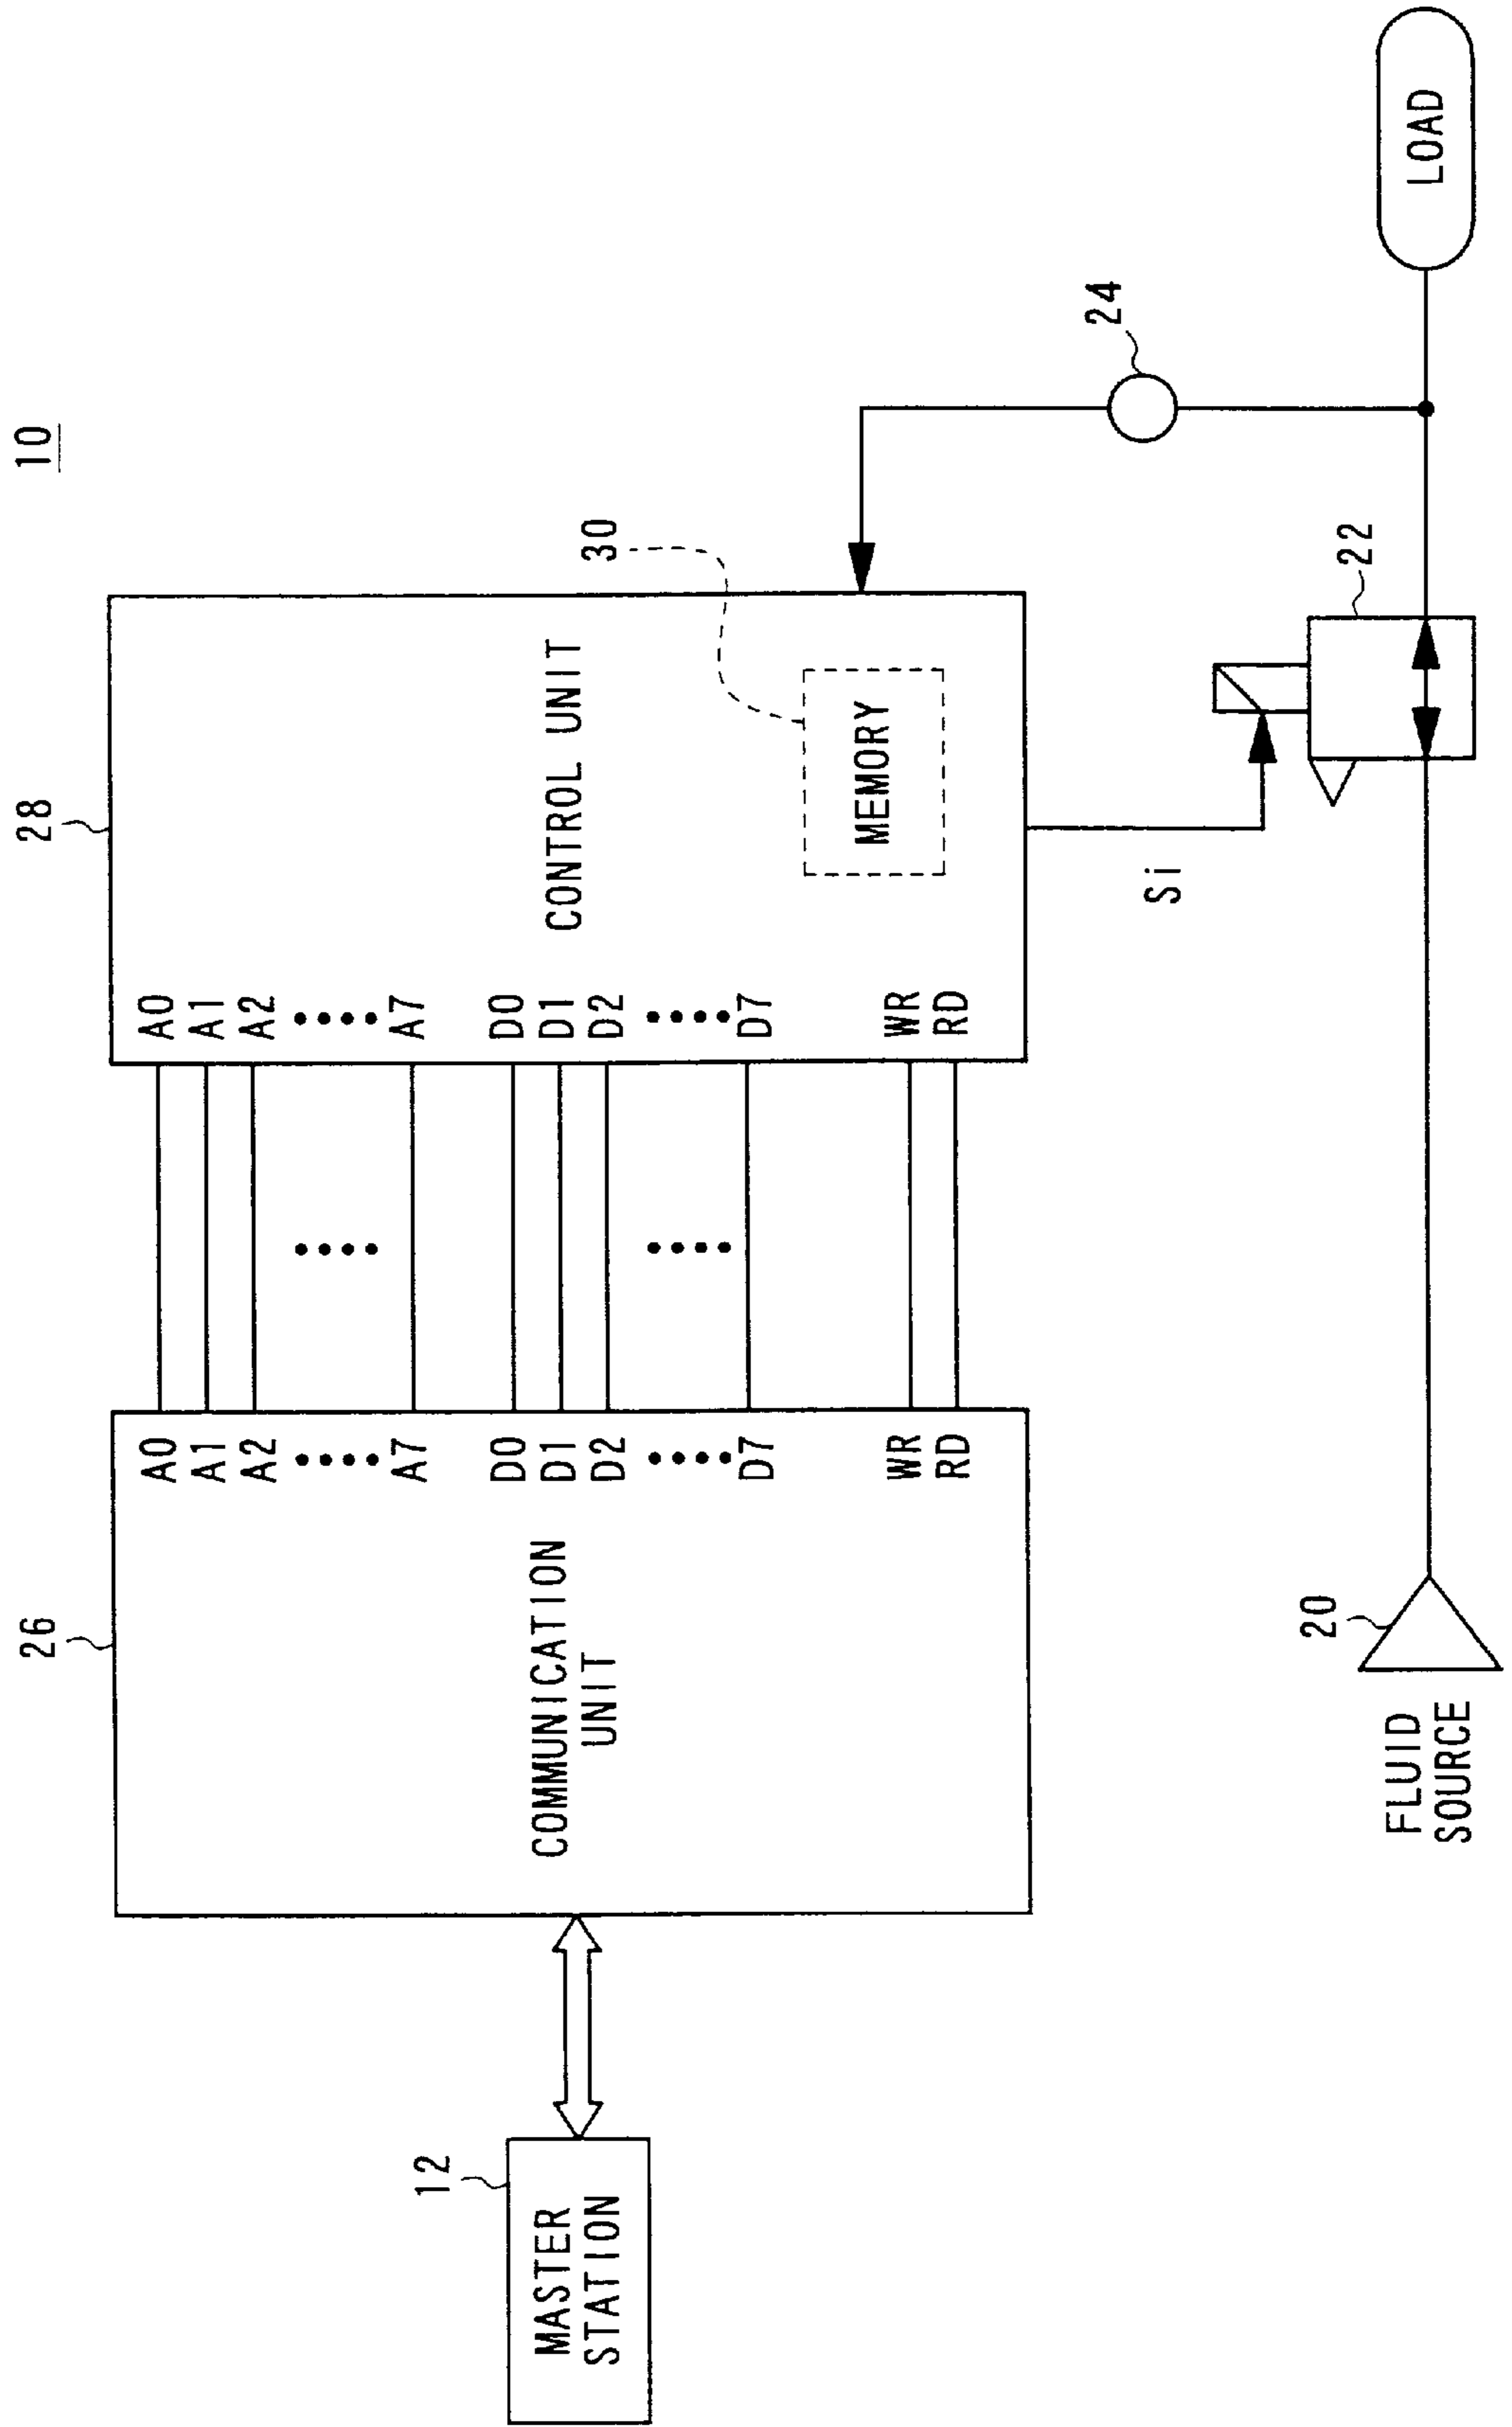 10
12
MASTER
STATION
26
COMMUNICATION
UNIT
A0
A1
A2
A7
D0
D1
D2
D7
WR
RD
28
A0
A1
A2
A7
D0
D1
D2
D7
WR
RD
CONTROL UNIT
30
MEMORY
Si
24
22
20
FLUID
SOURCE
LOAD